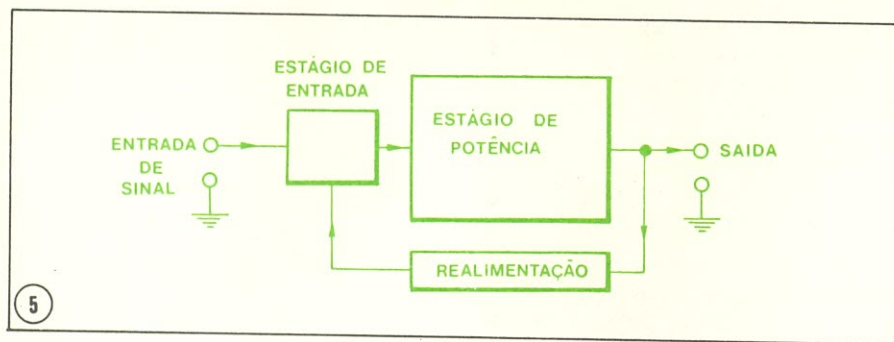 ESTÁGIO DE
ENTRADA
ENTRADA
DE
SINAL
ESTÁGIO DE
POTÊNCIA
SAIDA
REALIMENTAÇÃO
5